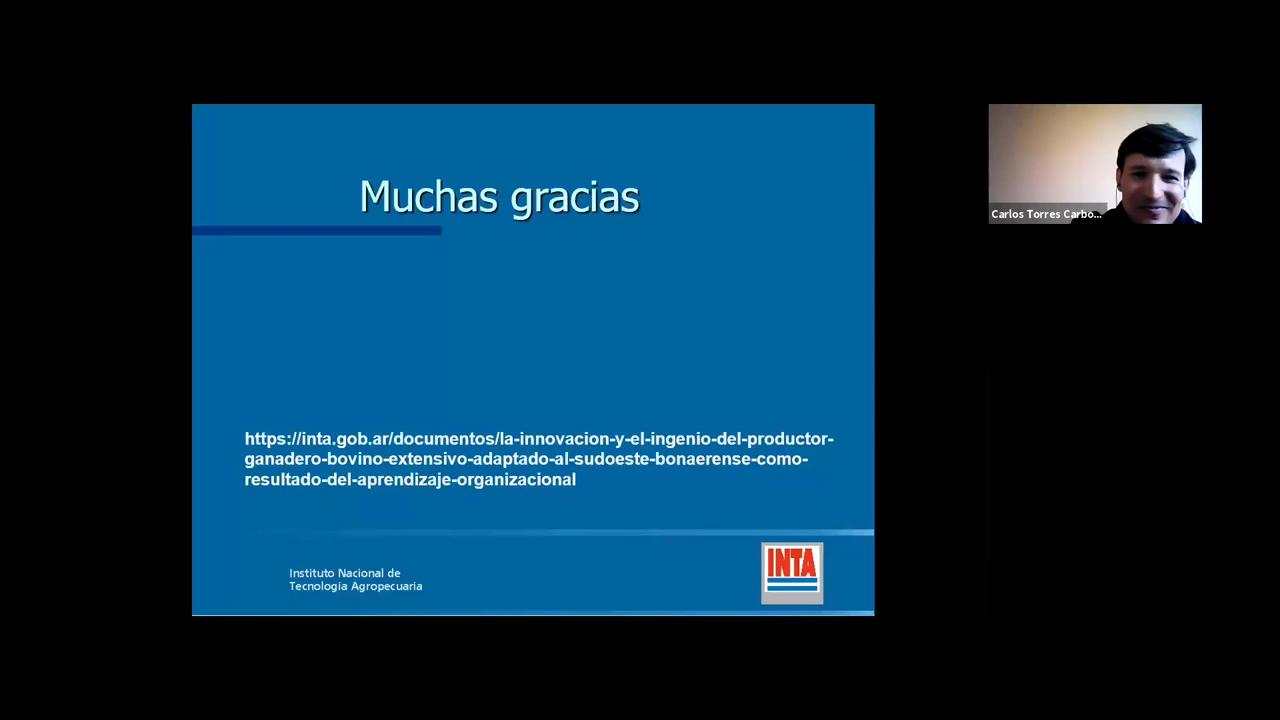 Muchas gracias
https://inta.gob.ar/documentos/la-innovacion-y-el-ingenio-del-productor-
ganadero-bovino-extensivo-adaptado-al-sudoeste-bonaerense-como-
resultado-del-aprendizaje-organizacional
Instituto Nacional de
Tecnología Agropecuaria
INTA
Carlos Torres Carbo...